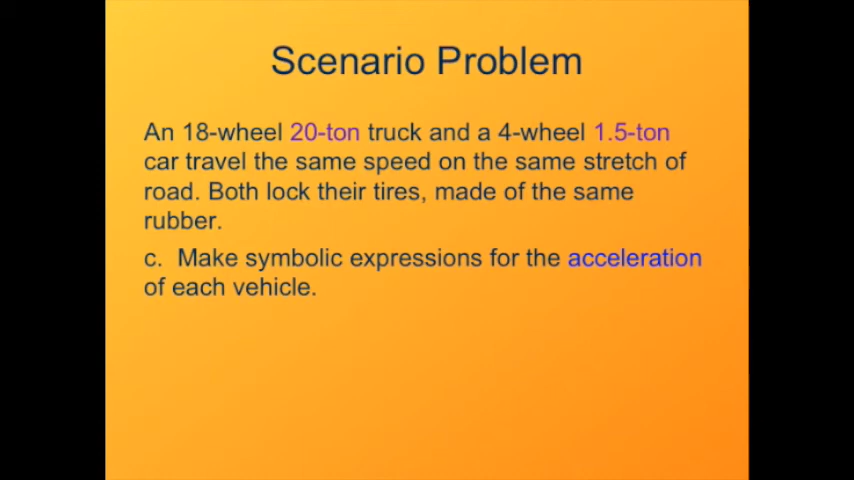 Scenario Problem
An 18-wheel 20-ton truck and a 4-wheel 1.5-ton
car travel the same speed on the same stretch of
road. Both lock their tires, made of the same
rubber.
c. Make symbolic expressions for the acceleration
of each vehicle.